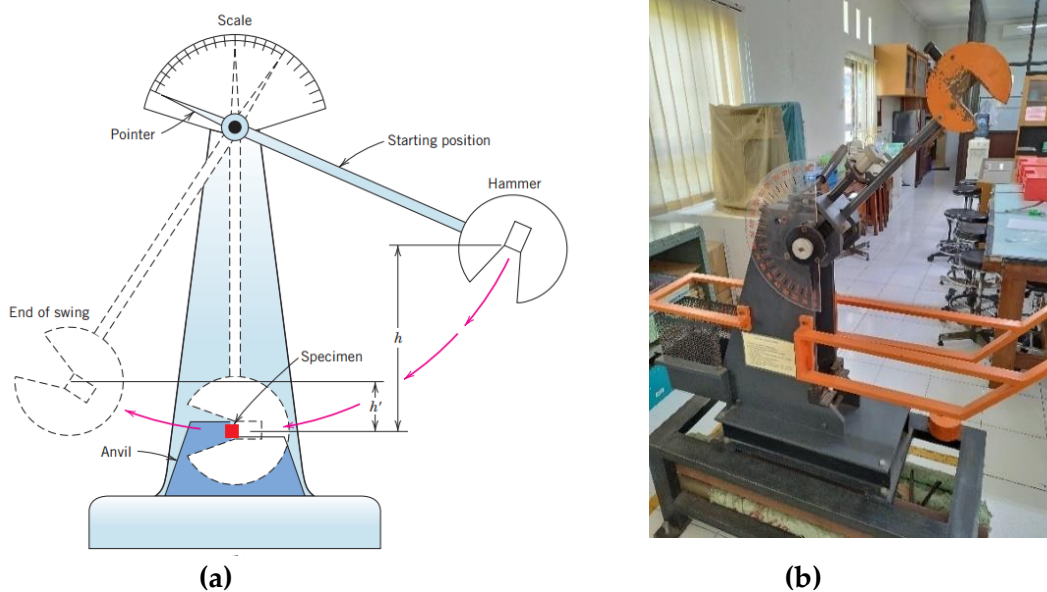 Scale
Pointer
Starting position
Hammer
End of swing
h
Specimen
h'
Anvil
(a)
(b)